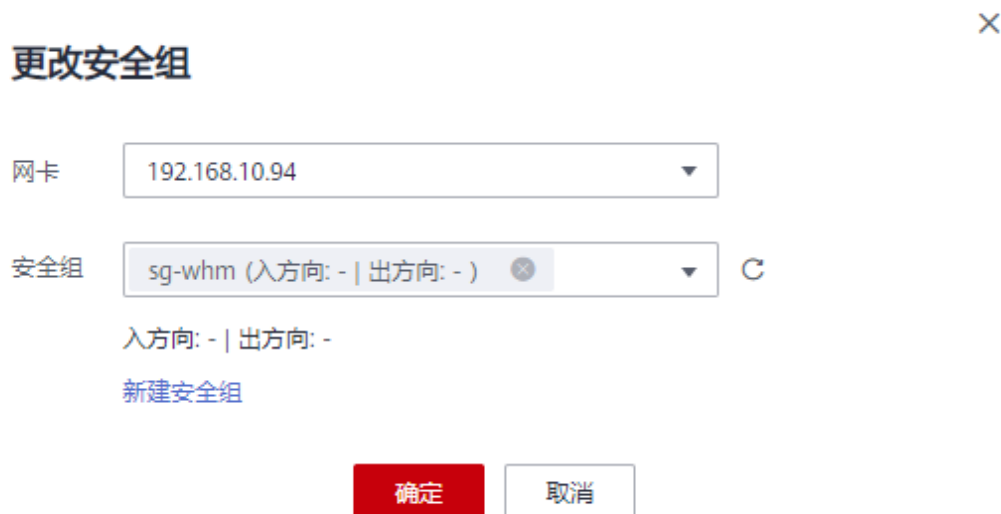 更改安全组
网卡 192.168.10.94
安全组 sg-whm (入方向: - | 出方向: - )
入方向: - | 出方向: -
新建安全组
确定 取消